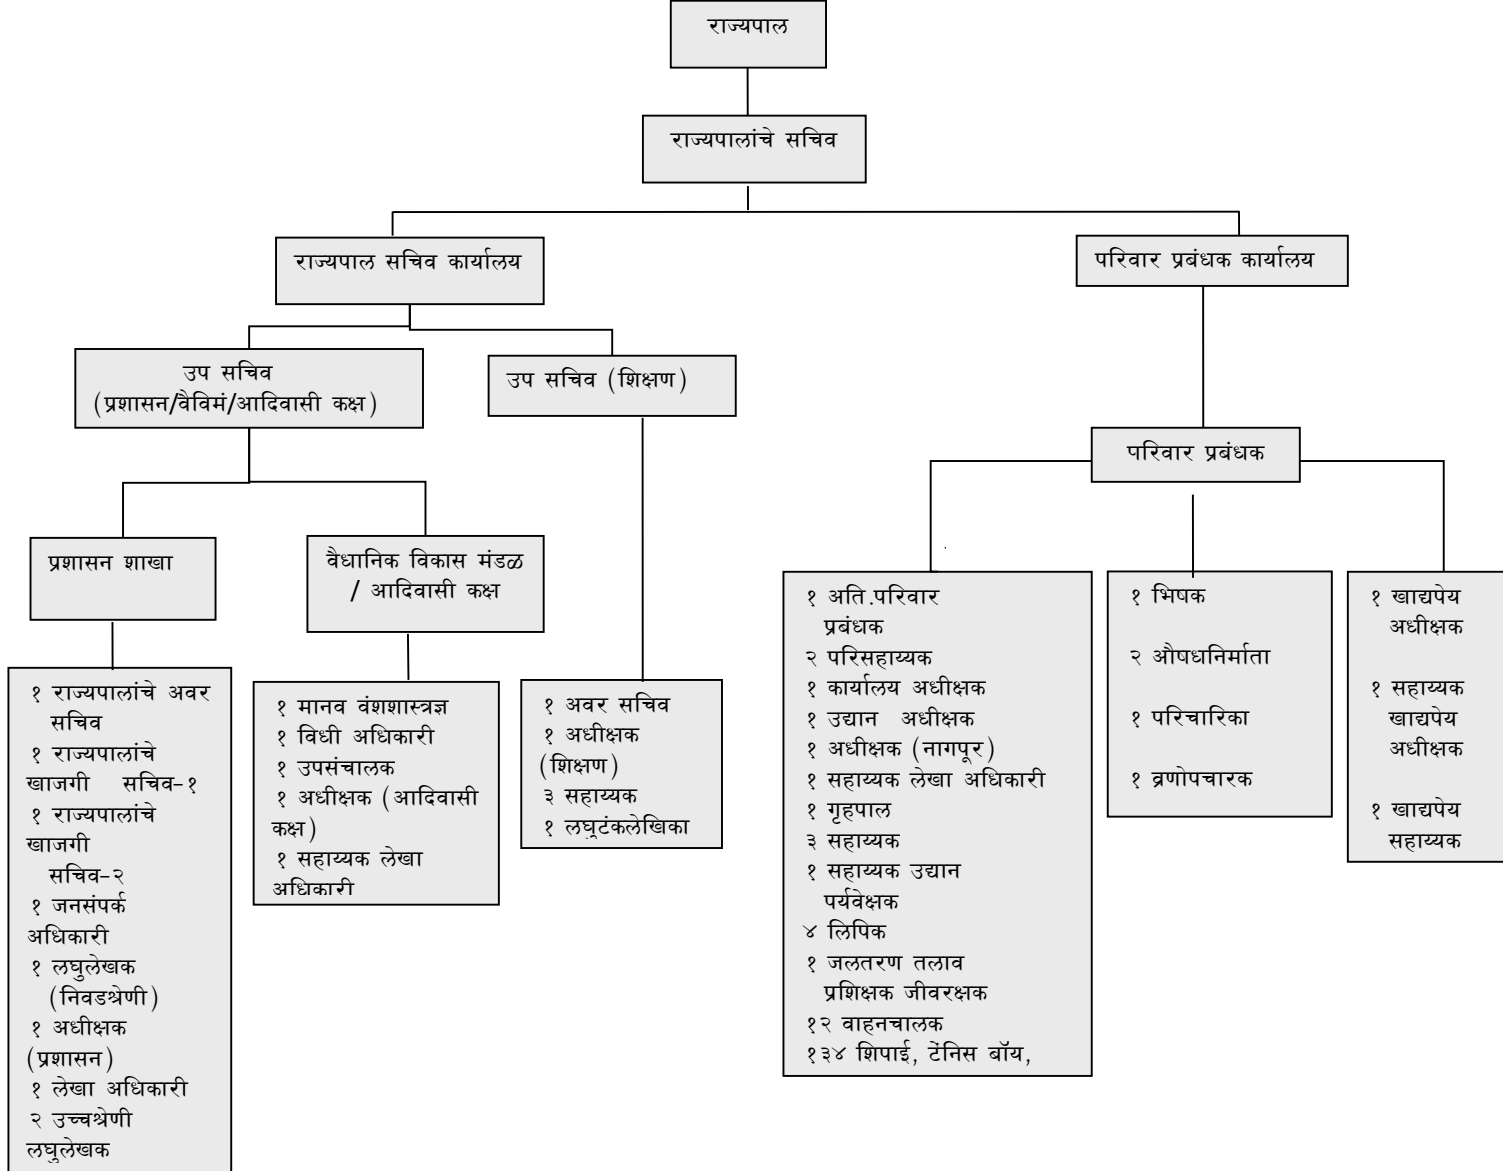 राज्यपाल
राज्यपालांचे सचिव
राज्यपाल सचिव कार्यालय
परिवार प्रबंधक कार्यालय
उप सचिव
(प्रशासन/वैविमं/आदिवासी कक्ष)
उप सचिव (शिक्षण)
परिवार प्रबंधक
प्रशासन शाखा
वैधानिक विकास मंडळ
/ आदिवासी कक्ष
१ राज्यपालांचे अवर
सचिव
१ राज्यपालांचे
खाजगी सचिव-१
१ राज्यपालांचे
खाजगी
सचिव-२
१ जनसंपर्क
अधिकारी
१ लघुलेखक
(निवडश्रेणी)
१ अधीक्षक
(प्रशासन)
१ लेखा अधिकारी
२ उच्चश्रेणी
लघुलेखक
१ मानव वंशशास्त्रज्ञ
१ विधी अधिकारी
१ उपसंचालक
१ अधीक्षक (आदिवासी
कक्ष)
१ सहाय्यक लेखा
अधिकारी
१ अवर सचिव
१ अधीक्षक
(शिक्षण)
३ सहाय्यक
१ लघुटंकलेखिका
१ अति.परिवार
प्रबंधक
२ परिसहाय्यक
१ कार्यालय अधीक्षक
१ उद्यान अधीक्षक
१ अधीक्षक (नागपूर)
१ सहाय्यक लेखा अधिकारी
१ गृहपाल
३ सहाय्यक
१ सहाय्यक उद्यान
पर्यवेक्षक
४ लिपिक
१ जलतरण तलाव
प्रशिक्षक जीवरक्षक
१२ वाहनचालक
१३४ शिपाई, टेंनिस बॉय,
१ भिषक
२ औषधनिर्माता
१ परिचारिका
१ व्रणोपचारक
१ खाद्यपेय
अधीक्षक
१ सहाय्यक
खाद्यपेय
अधीक्षक
१ खाद्यपेय
सहाय्यक